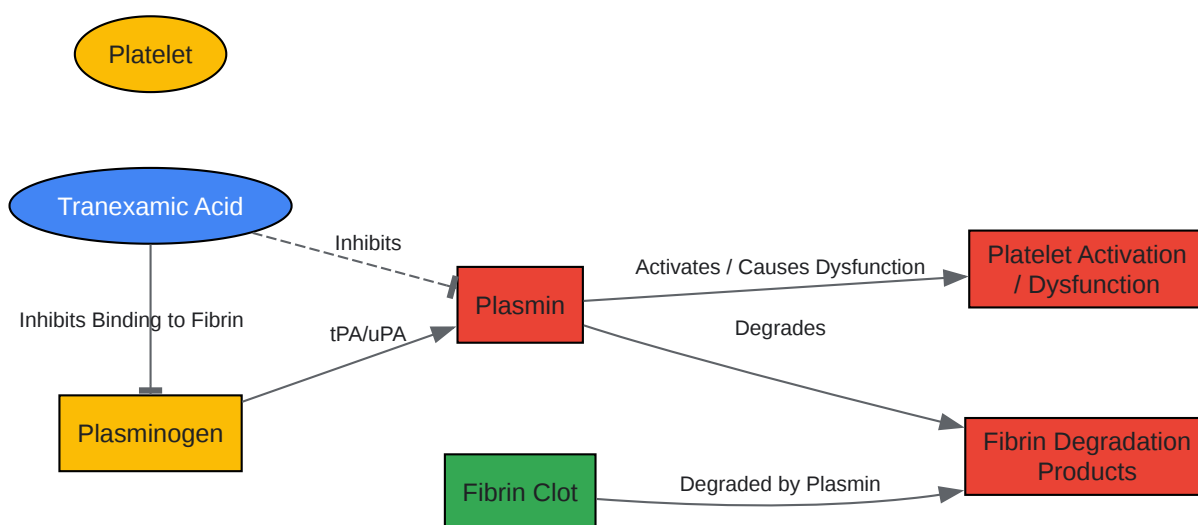 Platelet
Tranexamic Acid
Inhibits
Inhibits Binding to Fibrin
tPA/uPA
Plasmin
Activates / Causes Dysfunction
Platelet Activation
/ Dysfunction
Degrades
Plasminogen
Fibrin Clot
Degraded by Plasmin
Fibrin Degradation
Products